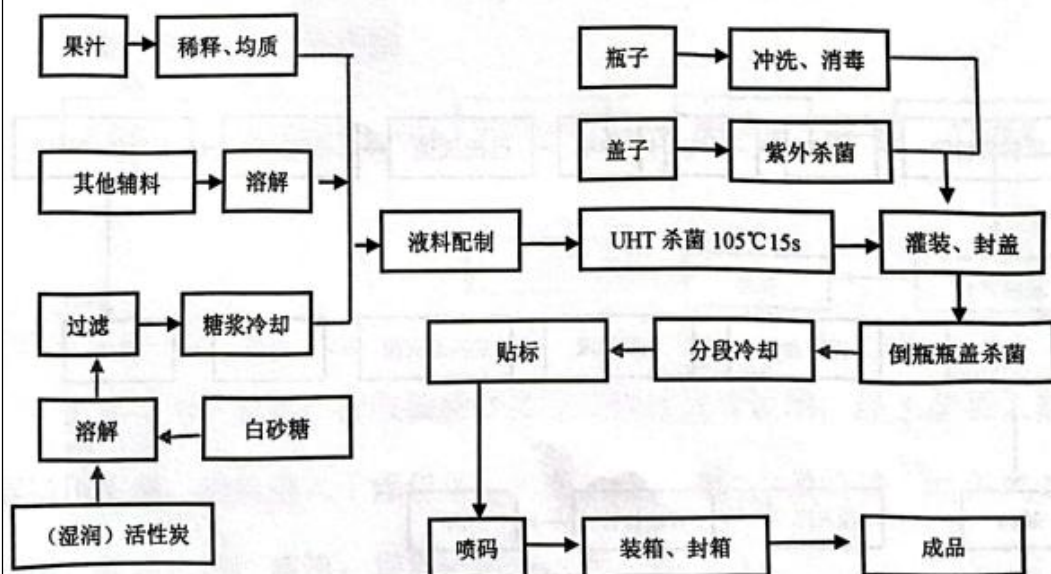 果汁
稀释、均质
瓶子
冲洗、消毒
盖子
紫外杀菌
其他辅料
溶解
液料配制
UHT 杀菌 105℃15s
灌装、封盖
过滤
糖浆冷却
贴标
分段冷却
倒瓶瓶盖杀菌
溶解
白砂糖
（湿润）活性炭
喷码
装箱、封箱
成品